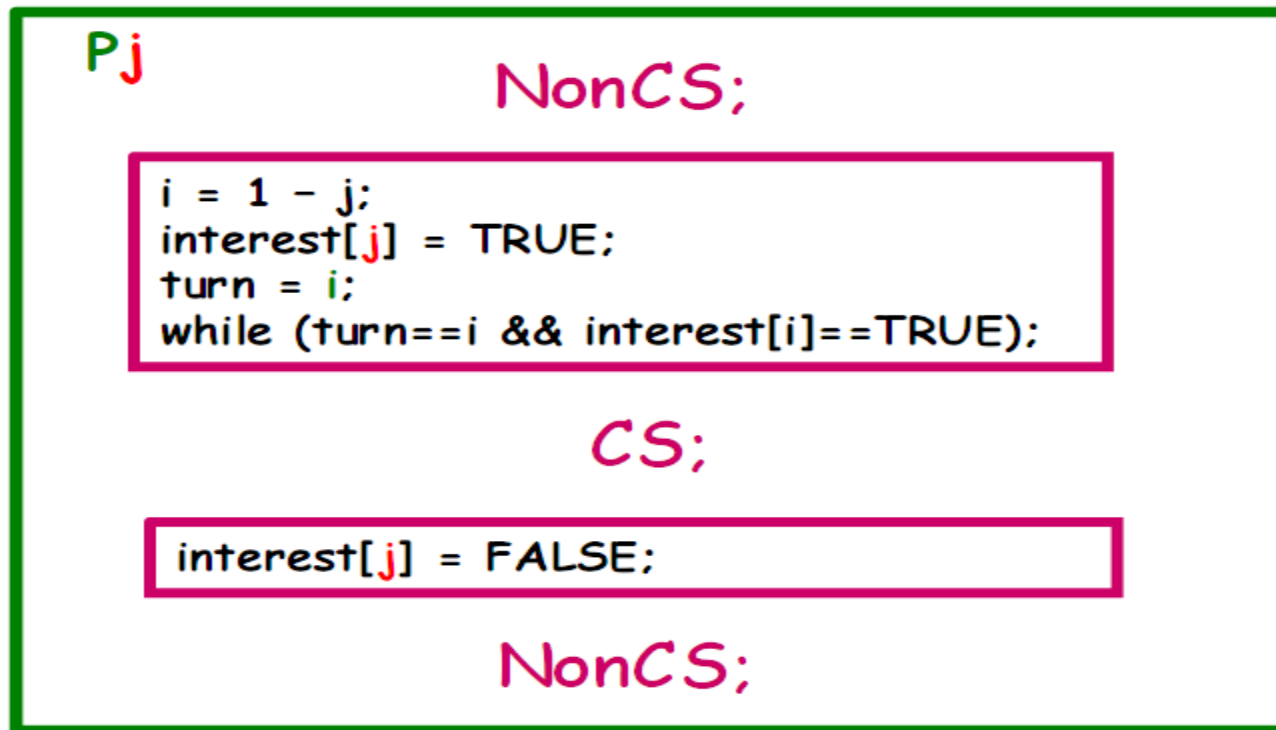 Pj
NonCS;
i = 1 – j;
interest[j] = TRUE;
turn = i;
while (turn==i && interest[i]==TRUE);
CS;
interest[j] = FALSE;
NonCS;